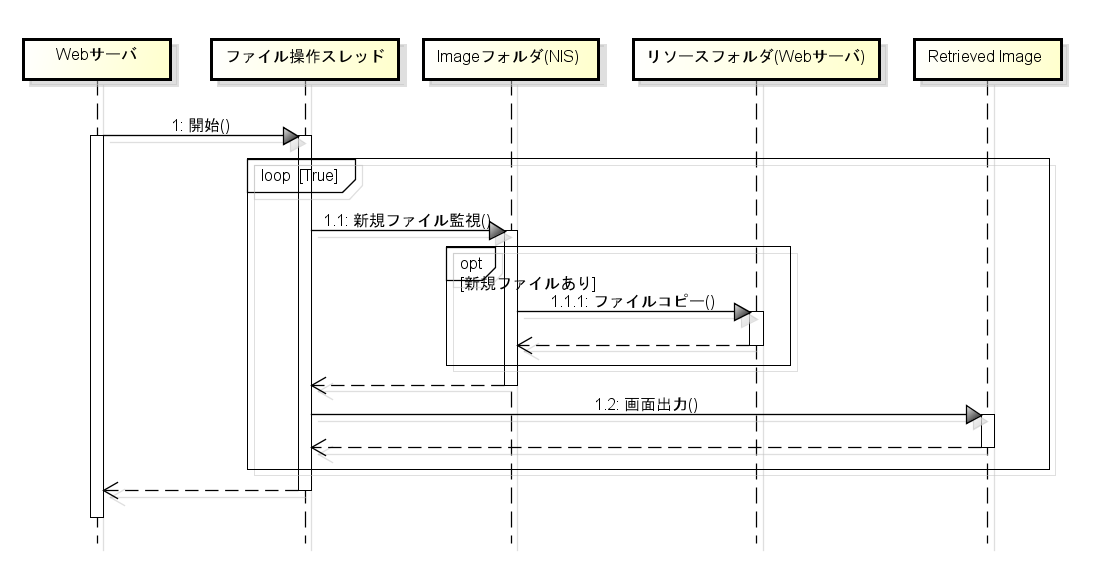 Webサーバ
ファイル操作スレッド
Imageフォルダ(NIS)
リソースフォルダ(Webサーバ)
Retrieved Image
1: 開始()
loop [True]
1.1: 新規ファイル監視()
opt
[新規ファイルあり]
1.1.1: ファイルコピー()
1.2: 画面出力()